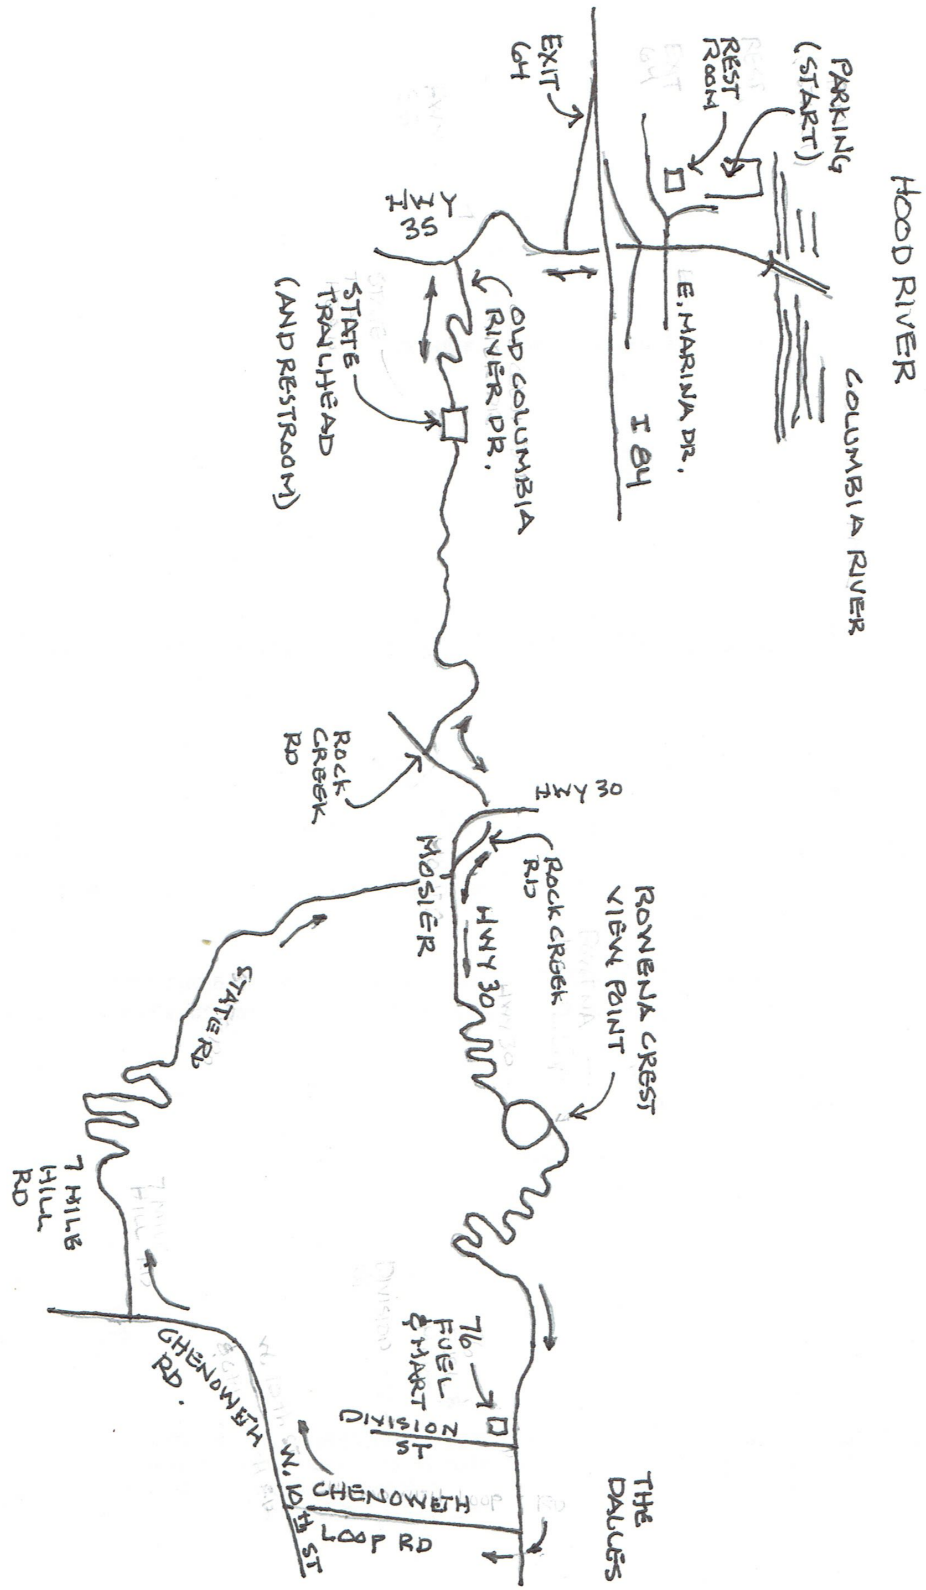 HOOD RIVER
PARKING
(START)
REST
ROOM
EXIT
64
COLUMBIA RIVER
E. MARINA DR.
I 84
HWY
35
OLD COLUMBIA
RIVER DR.
STATE
TRAILHEAD
(AND RESTROOM)
ROCK
CREEK
RD
HWY 30
ROCK CREEK
RD
MOSIER
HWY 30
ROWENA CREST
VIEW POINT
STATE RD
7 MILE
HILL
RD
CHENOWETH
RD.
W. 10TH ST
CHENOWETH
LOOP RD
DIVISION
ST
76
FUEL
& MART
THE
DALLES